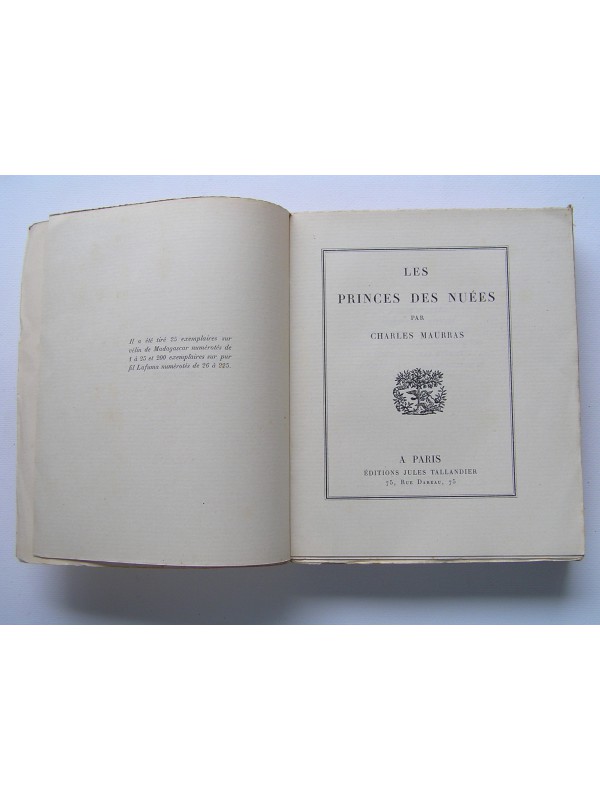 Il a été tiré 25 exemplaires sur
vélin de Madagascar numérotés de
1 à 25 et 200 exemplaires sur pur
fil Lafuma numérotés de 26 à 225.
LES
PRINCES DES NUÉES
PAR
CHARLES MAURRAS
A PARIS
ÉDITIONS JULES TALLANDIER
75, RUE DAREAU, 75